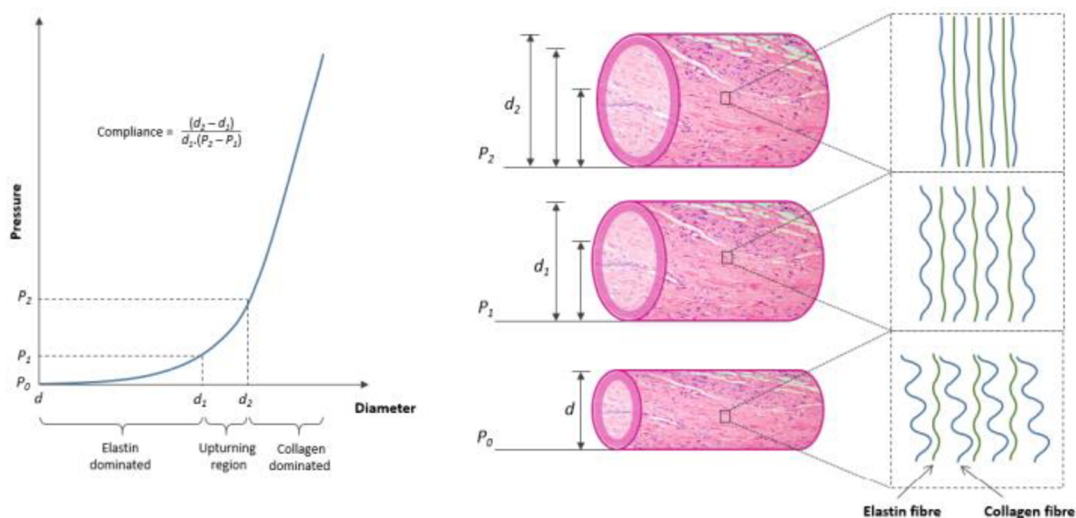 Pressure
Compliance = (d2 – d1)
d1.(P2 – P1)
P2
P1
P0
d
d1
d2
Diameter
Elastin
dominated
Upturning
region
Collagen
dominated
d2
P2
d1
P1
d
P0
Elastin fibre
Collagen fibre